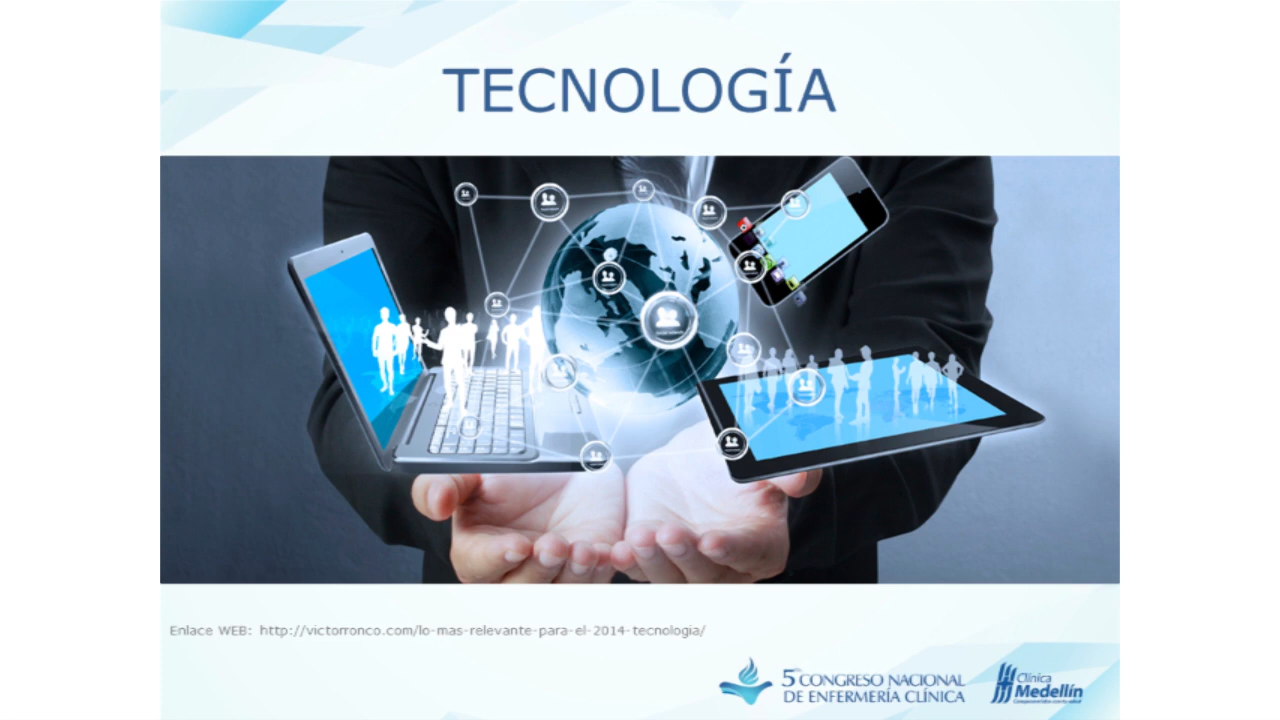 TECNOLOGÍA
Enlace WEB: http://victorronco.com/lo-mas-relevante-para-el-2014-tecnologia/
5to CONGRESO NACIONAL
DE ENFERMERÍA CLÍNICA
Clínica
Medellín